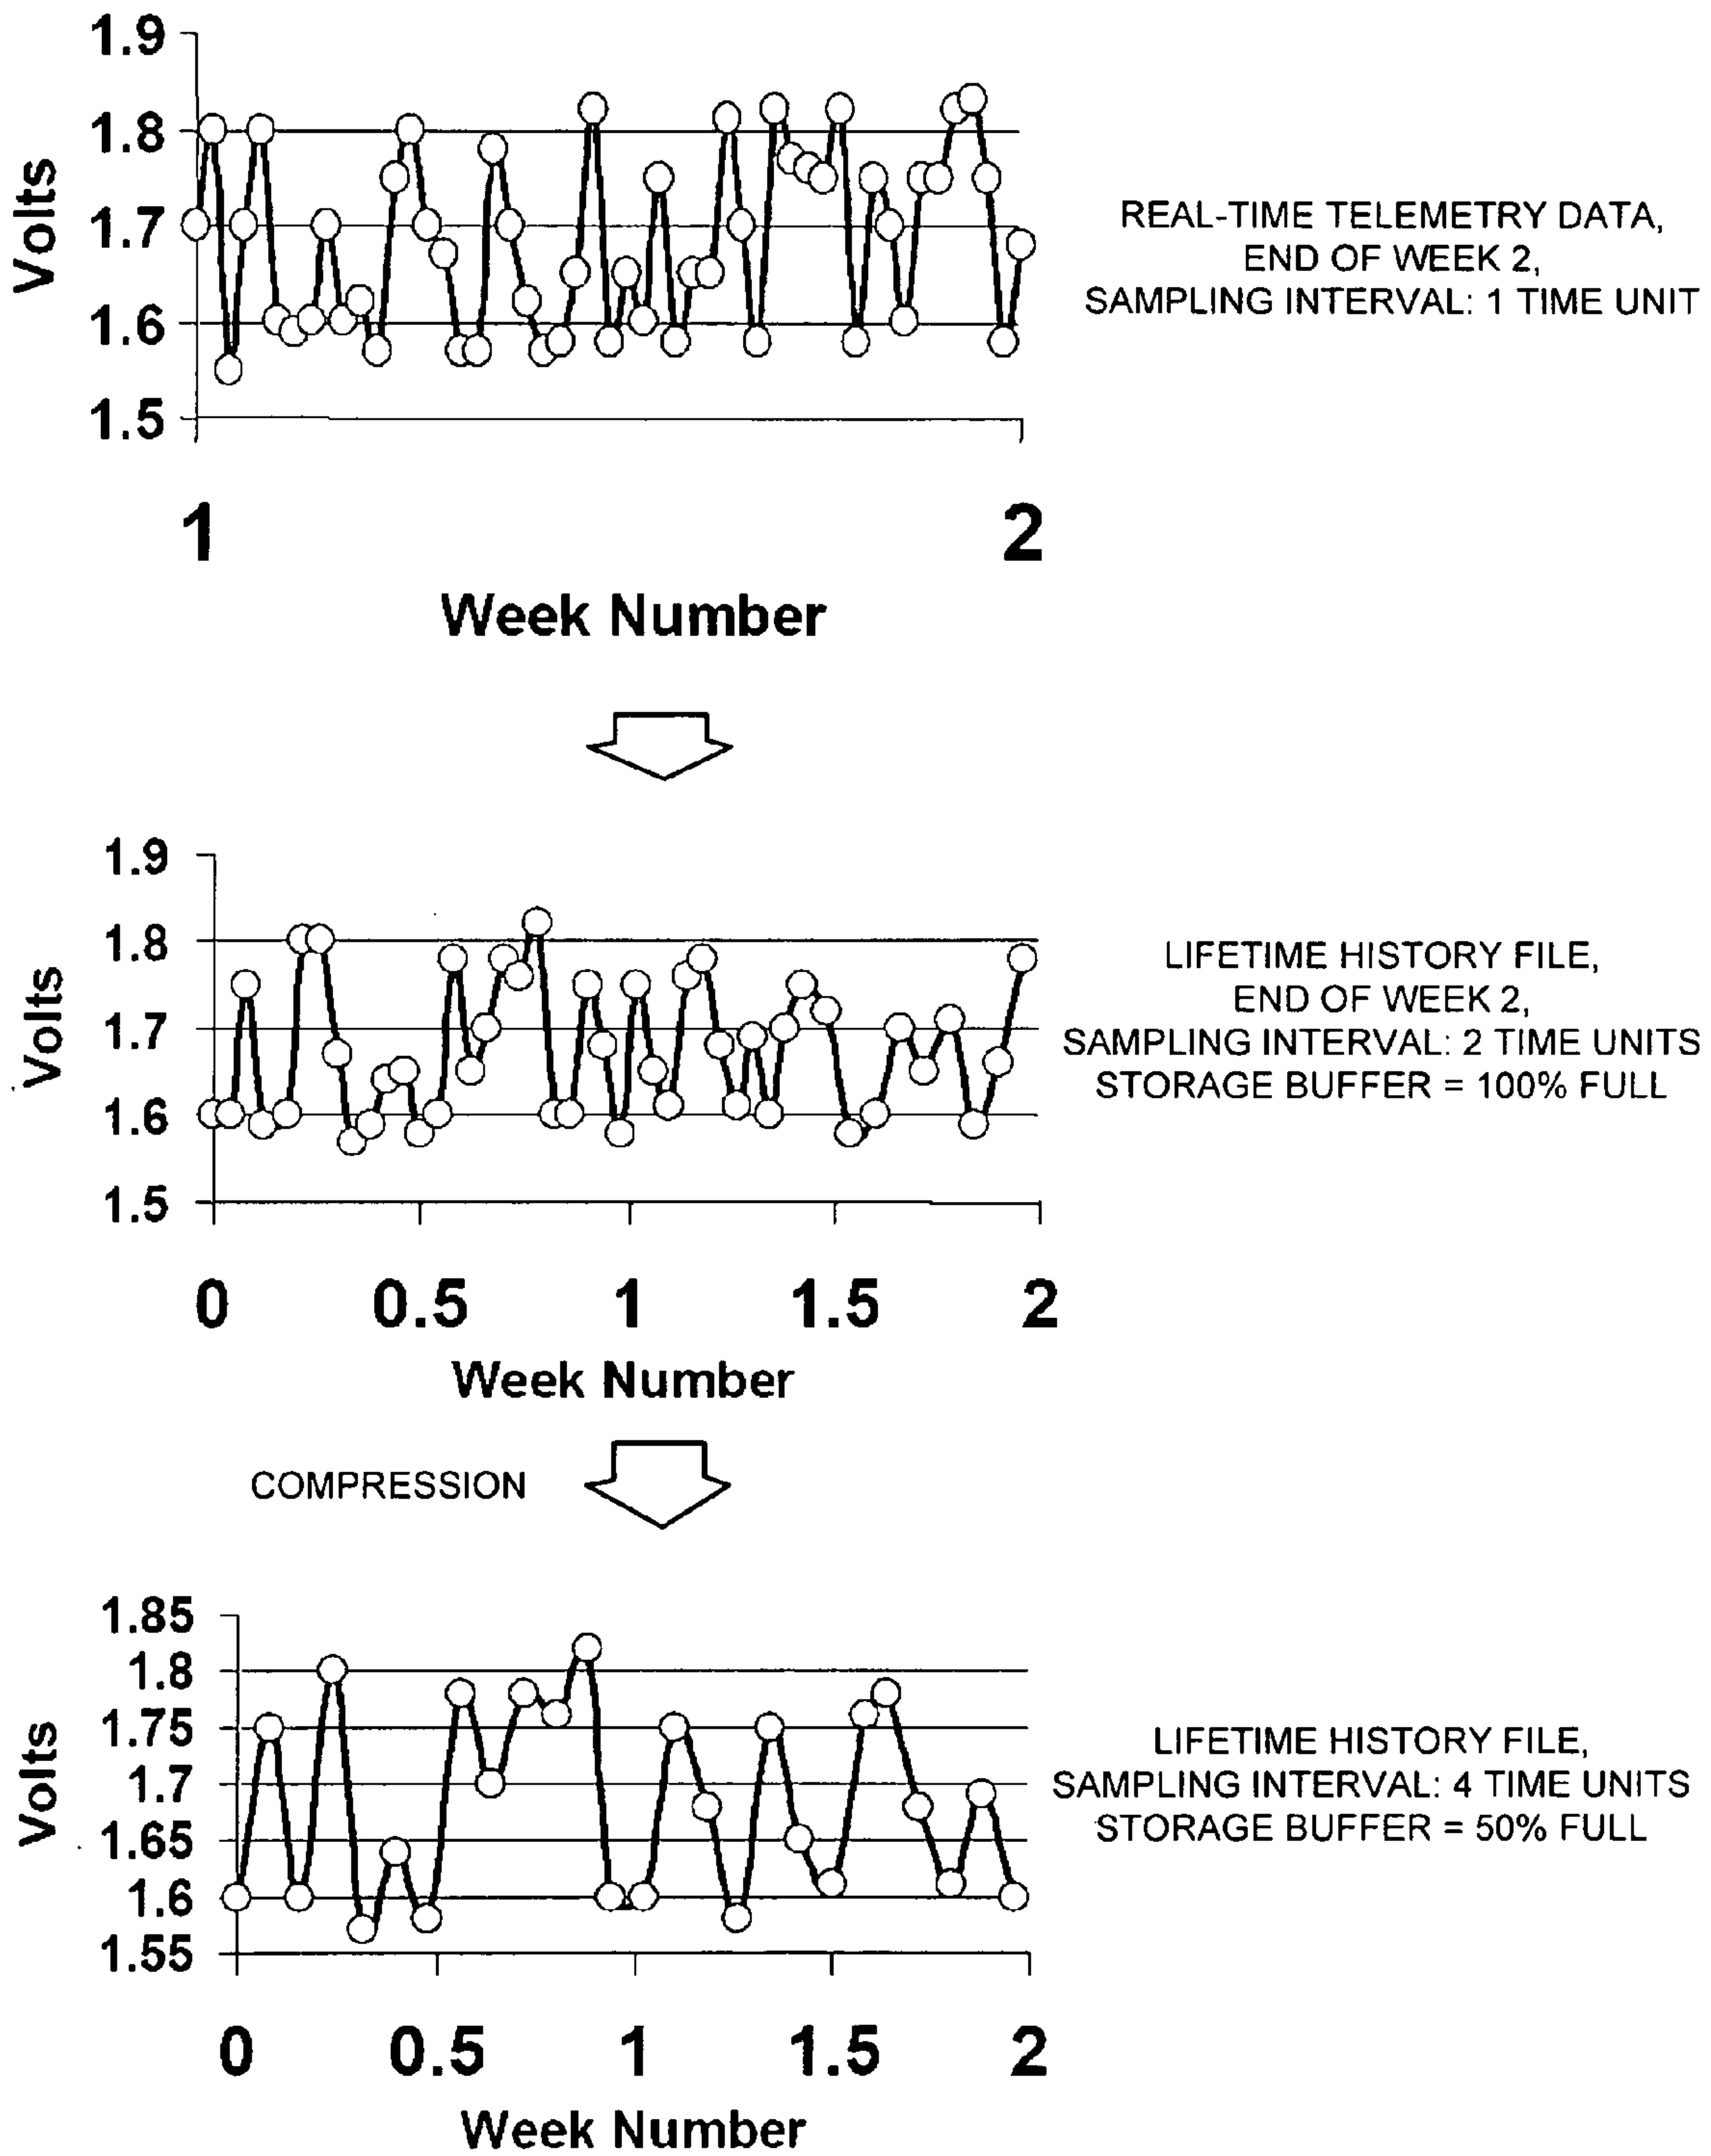 1.9
1.8
1.7
1.6
1.5
Volts
1 2
Week Number
REAL-TIME TELEMETRY DATA,
END OF WEEK 2,
SAMPLING INTERVAL: 1 TIME UNIT
1.9
1.8
1.7
1.6
1.5
Volts
0 0.5 1 1.5 2
Week Number
LIFETIME HISTORY FILE,
END OF WEEK 2,
SAMPLING INTERVAL: 2 TIME UNITS
STORAGE BUFFER = 100% FULL
COMPRESSION
1.85
1.8
1.75
1.7
1.65
1.6
1.55
Volts
0 0.5 1 1.5 2
Week Number
LIFETIME HISTORY FILE,
SAMPLING INTERVAL: 4 TIME UNITS
STORAGE BUFFER = 50% FULL